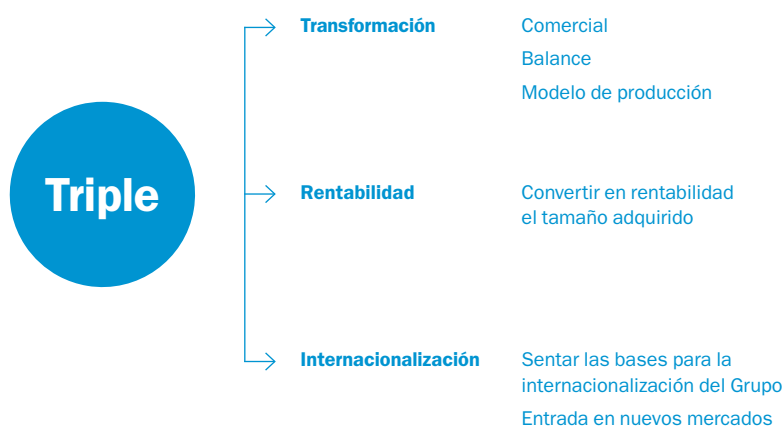 Triple
Transformación
Comercial
Balance
Modelo de producción
Rentabilidad
Convertir en rentabilidad
el tamaño adquirido
Internacionalización
Sentar las bases para la
internacionalización del Grupo
Entrada en nuevos mercados